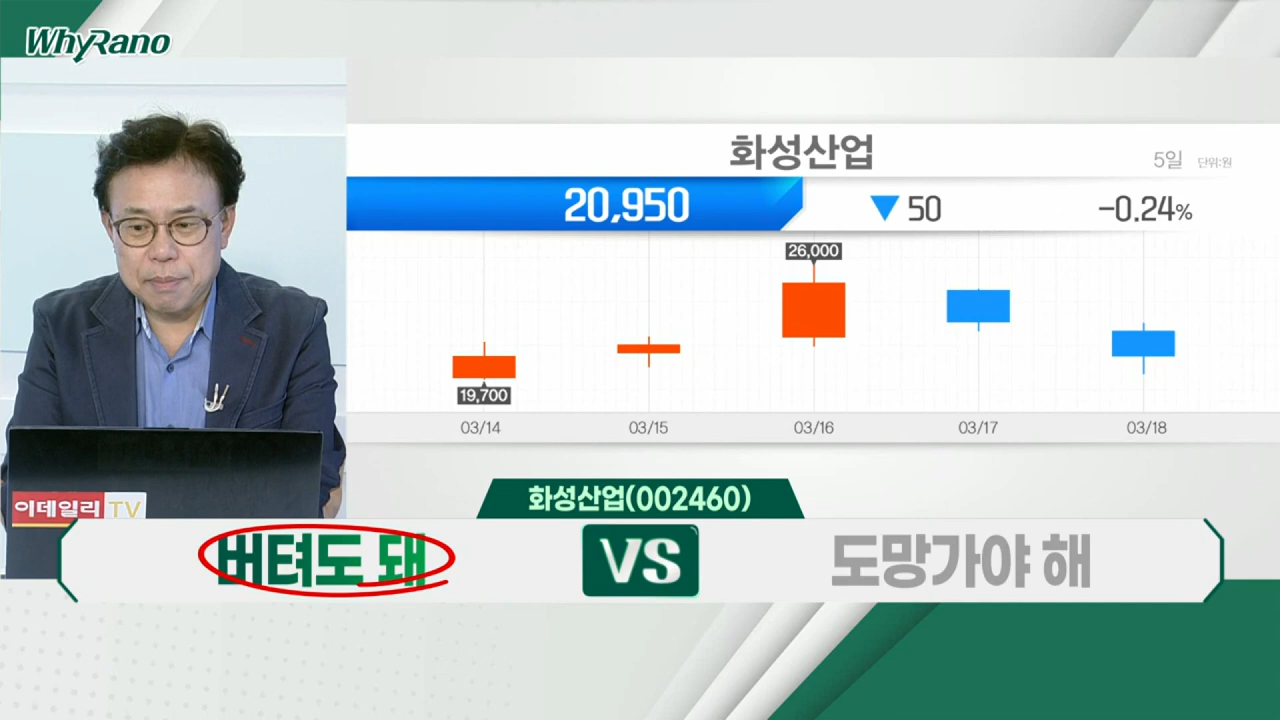 WhyRano
화성산업
5일 단위:원
20,950 ▼50 -0.24%
26,000
19,700
03/14 03/15 03/16 03/17 03/18
이데일리 TV
화성산업(002460)
버텨도 돼 VS 도망가야 해